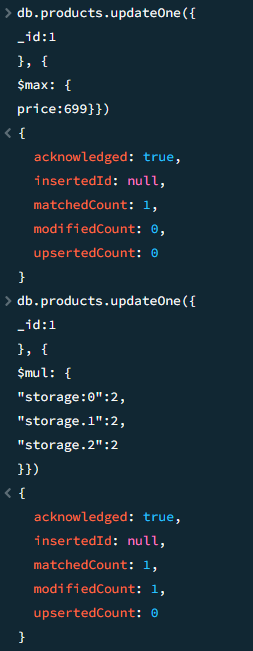 > db.products.updateOne({
_id:1
}, {
$max: {
price:699}})
< {
acknowledged: true,
insertedId: null,
matchedCount: 1,
modifiedCount: 0,
upsertedCount: 0
}
> db.products.updateOne({
_id:1
}, {
$mul: {
"storage:0":2,
"storage.1":2,
"storage.2":2
}})
< {
acknowledged: true,
insertedId: null,
matchedCount: 1,
modifiedCount: 1,
upsertedCount: 0
}